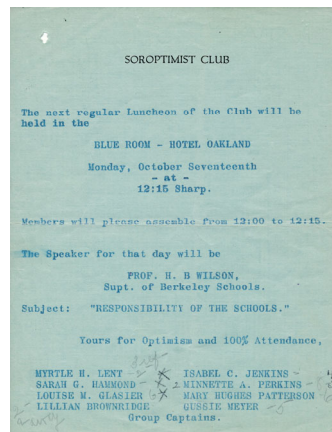 SOROPTIMIST CLUB
The next regular Luncheon of the Club will be
held in the
BLUE ROOM - HOTEL OAKLAND
Monday, October Seventeenth
- at -
12:15 Sharp.
Members will please assemble from 12:00 to 12:15.
The Speaker for that day will be
PROF. H. B WILSON,
Supt. of Berkeley Schools.
Subject: "RESPONSIBILITY OF THE SCHOOLS."
Yours for Optimism and 100% Attendance,
MYRTLE H. LENT - ISABEL C. JENKINS -
SARAH G. HAMMOND - 2 MINNETTE A. PERKINS -
LOUISE M. GLASIER MARY HUGHES PATTERSON
LILLIAN BROWNRIDGE GUSSIE MEYER -
Group Captains.